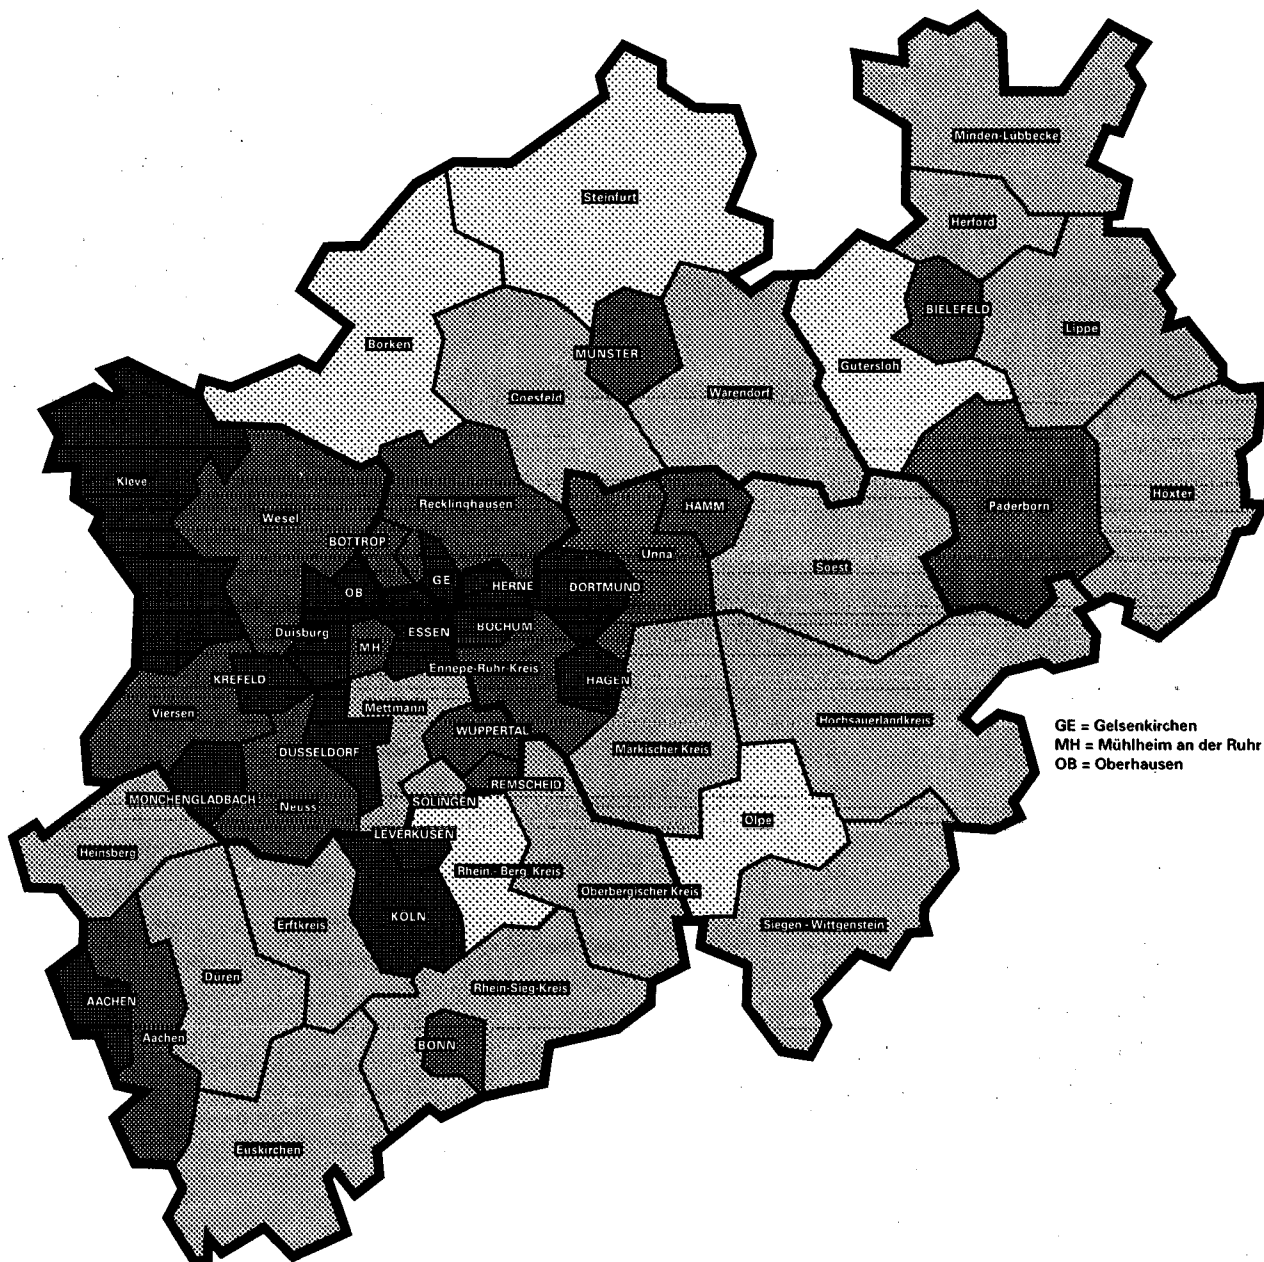 Minden-Lübbecke
Steinfurt
Herford
BIELEFELD
Lippe
Borken
MUNSTER
Gutersloh
Coesfeld
Warendorf
Kleve
Wesel
Recklinghausen
HAMM
Paderborn
Höxter
BOTTROP
Unna
Soest
GE
HERNE
DORTMUND
OB
Duisburg
ESSEN
BOCHUM
MH
Ennepe-Ruhr-Kreis
KREFELD
HAGEN
Viersen
Mettmann
Hochsauerlandkreis
WUPPERTAL
Markischer Kreis
DUSSELDORF
GE = Gelsenkirchen
MH = Mühlheim an der Ruhr
OB = Oberhausen
MONCHENGLADBACH
Neuss
SOLINGEN
REMSCHEID
Olpe
LEVERKUSEN
Heinsberg
Rhein.- Berg. Kreis
Oberbergischer Kreis
KÖLN
Erftkreis
Siegen - Wittgenstein
Duren
Rhein-Sieg-Kreis
AACHEN
Aachen
BONN
Euskirchen